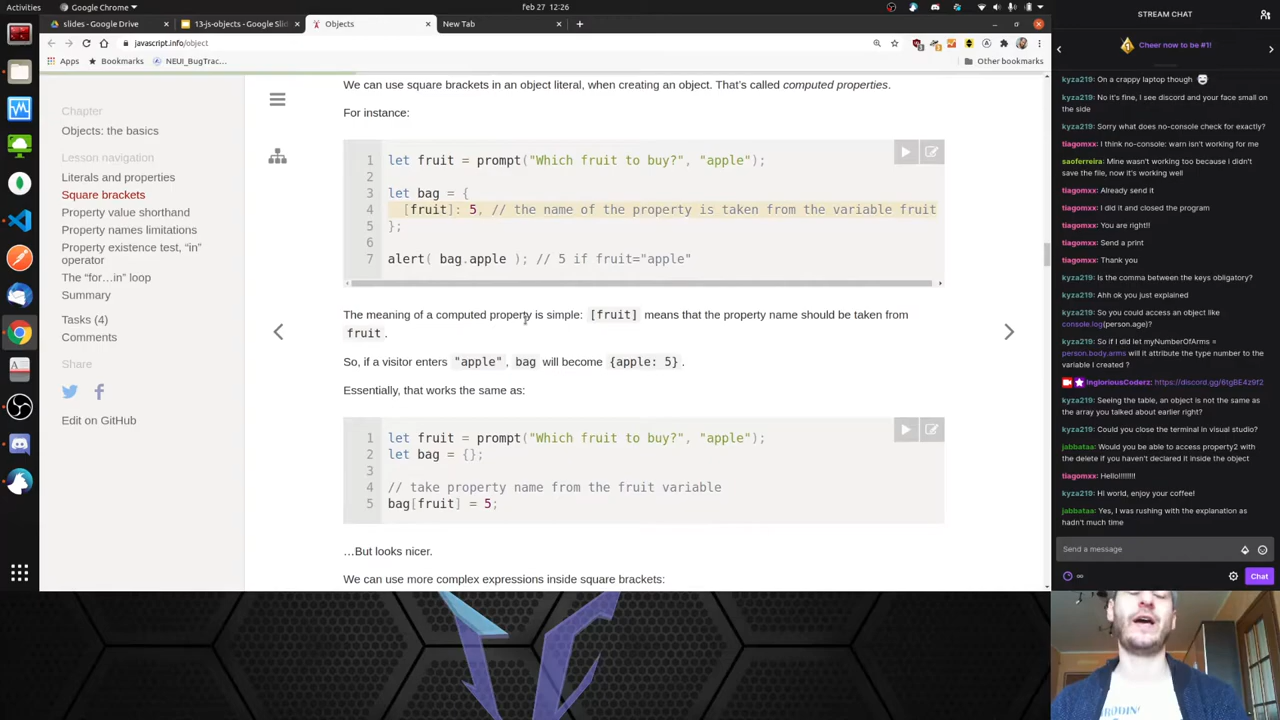 Activities
Google Chrome
feb 27 12:26
slides - Google Drive
13-js-objects - Google Slid
Objects
New Tab
javascript.info/object
Apps
Bookmarks
NEUI_BugTrac...
Other bookmarks
Chapter
Objects: the basics
Lesson navigation
Literals and properties
Square brackets
Property value shorthand
Property names limitations
Property existence test, “in”
operator
The “for…in” loop
Summary
Tasks (4)
Comments
Share
Edit on GitHub
We can use square brackets in an object literal, when creating an object. That’s called computed properties.
For instance:
1 let fruit = prompt("Which fruit to buy?", "apple");
2
3 let bag = {
4 [fruit]: 5, // the name of the property is taken from the variable fruit
5 };
6
7 alert( bag.apple ); // 5 if fruit="apple"
The meaning of a computed property is simple: [fruit] means that the property name should be taken from
fruit .
So, if a visitor enters "apple" , bag will become {apple: 5} .
Essentially, that works the same as:
1 let fruit = prompt("Which fruit to buy?", "apple");
2 let bag = {};
3
4 // take property name from the fruit variable
5 bag[fruit] = 5;
…But looks nicer.
We can use more complex expressions inside square brackets:
STREAM CHAT
Cheer now to be #1!
kyza219: On a crappy laptop though
kyza219: No it's fine, I see discord and your face small on
the side
kyza219: Sorry what does no-console check for exactly?
tiagomxx: I think no-console: warn isn't working for me
saoferreira: Mine wasn't working too because i didn't
save the file, now it's working well
tiagomxx: Already send it
tiagomxx: I did it and closed the program
tiagomxx: You are right!!
tiagomxx: Send a print
tiagomxx: Thank you
kyza219: Is the comma between the keys obligatory?
kyza219: Ahh ok you just explained
kyza219: So you could access an object like
console.log(person.age)?
kyza219: So if I did let myNumberOfArms =
person.body.arms will it attribute the type number to the
variable I created ?
IngloriousCoderz: https://discord.gg/6tgBE4z9f2
kyza219: Seeing the table, an object is not the same as
the array you talked about earlier right?
kyza219: Could you close the terminal in visual studio?
jabbataa: Would you be able to access property2 with
the delete if you haven't declared it inside the object
tiagomxx: Hello!!!!!!!!
kyza219: Hi world, enjoy your coffee!
jabbataa: Yes, I was rushing with the explanation as
hadn't much time
Send a message
Chat